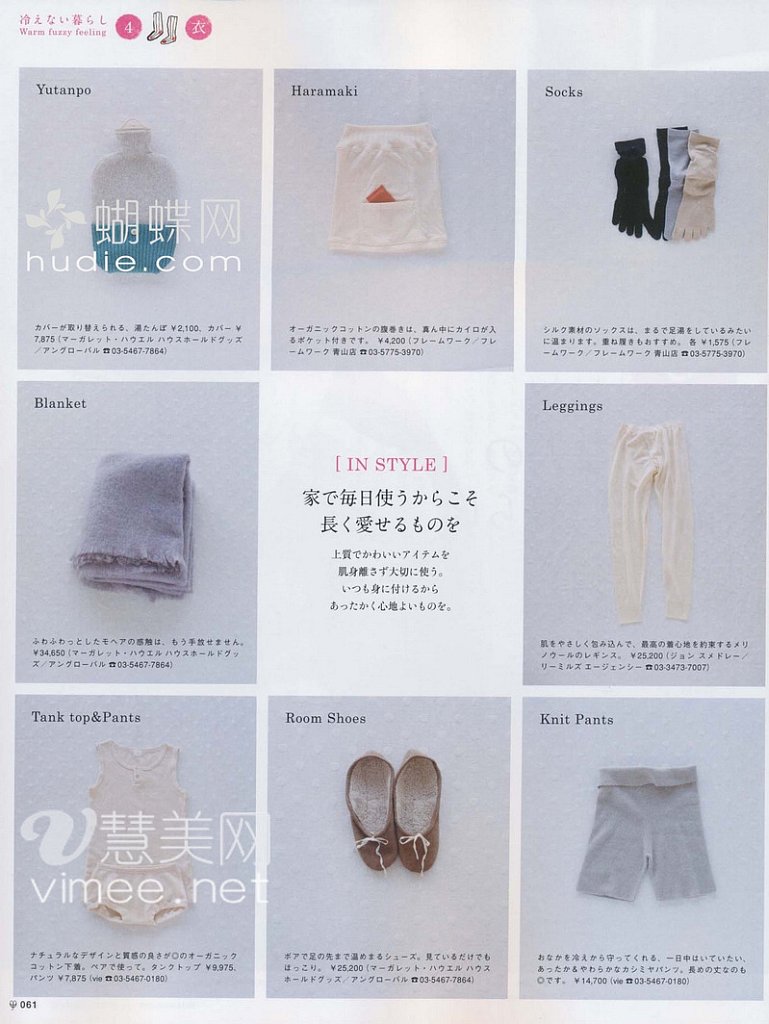 冷えない暮らし
Warm fuzzy feeling
4
衣
Yutanpo
蝴蝶网
hudie.com
カバーが取り替えられる、湯たんぽ ¥2,100、カバー ¥
7,875（マーガレット・ハウエル ハウスホールドグッズ
／アングローバル ☎03-5467-7864）
Haramaki
オーガニックコットンの腹巻きは、真ん中にカイロが入
るポケット付きです。 ¥4,200（フレームワーク／フレ
ームワーク 青山店 ☎03-5775-3970）
Socks
シルク素材のソックスは、まるで足湯をしているみたい
に温まります。重ね履きもおすすめ。 各 ¥1,575（フレ
ームワーク／フレームワーク 青山店 ☎03-5775-3970）
Blanket
ふわふわっとしたモヘアの感触は、もう手放せません。
¥34,650（マーガレット・ハウエル ハウスホールドグッ
ズ／アングローバル ☎03-5467-7864）
[ IN STYLE ]
家で毎日使うからこそ
長く愛せるものを
上質でかわいいアイテムを
肌身離さず大切に使う。
いつも身に付けるから
あったかく心地よいものを。
Leggings
肌をやさしく包み込んで、最高の着心地を約束するメリ
ノウールのレギンス。 ¥25,200（ジョン スメドレー／
リーミルズ エージェンシー ☎03-3473-7007）
Tank top&Pants
V慧美网
vimee.net
ナチュラルなデザインと質感の良さが◎のオーガニック
コットン下着。ペアで使って。タンクトップ ¥9,975、
パンツ ¥7,875（vie ☎03-5467-0180）
Room Shoes
ボアで足の先まで温めまるシューズ。見ているだけでも
ほっこり。 ¥25,200（マーガレット・ハウエル ハウス
ホールドグッズ／アングローバル ☎03-5467-7864）
Knit Pants
おなかを冷えから守ってくれる、一日中はいていたい、
あったか＆やわらかなカシミヤパンツ。長めの丈なのも
◎です。 ¥14,700（vie ☎03-5467-0180）
061